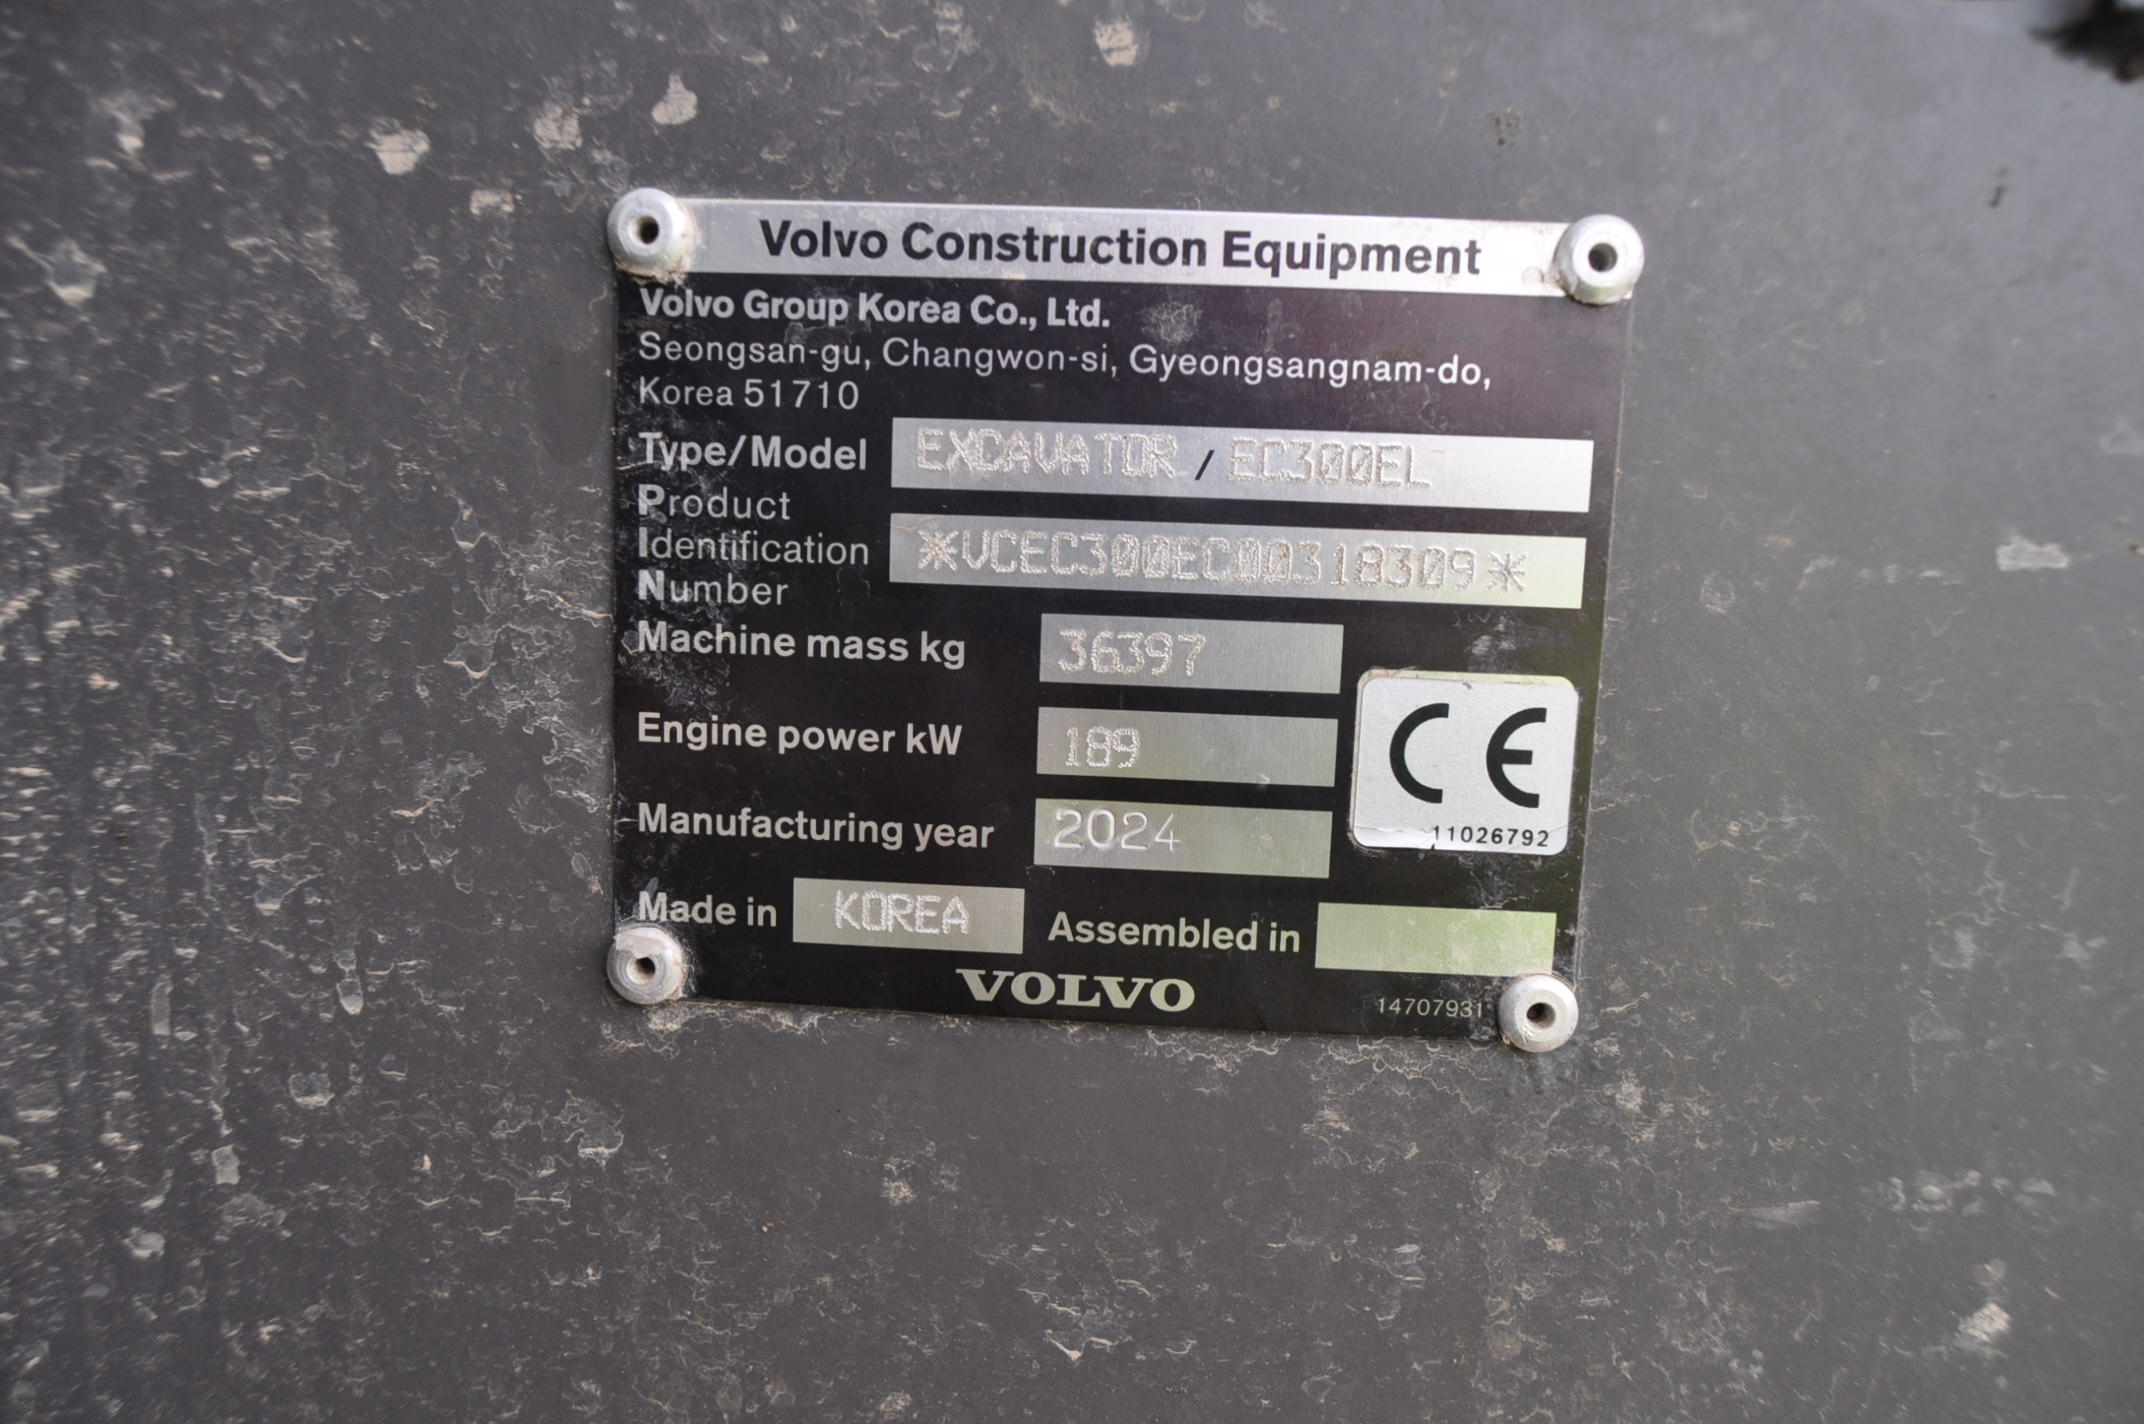 Volvo Construction Equipment
Volvo Group Korea Co., Ltd.
Seongsan-gu, Changwon-si, Gyeongsangnam-do,
Korea 51710
Type/Model EXCAVATOR / EC300EL
Product
Identification *VCEC300EC00318309*
Number
Machine mass kg 36397
Engine power kW 189
CE
Manufacturing year 2024
11026792
Made in KOREA Assembled in
VOLVO
14707931